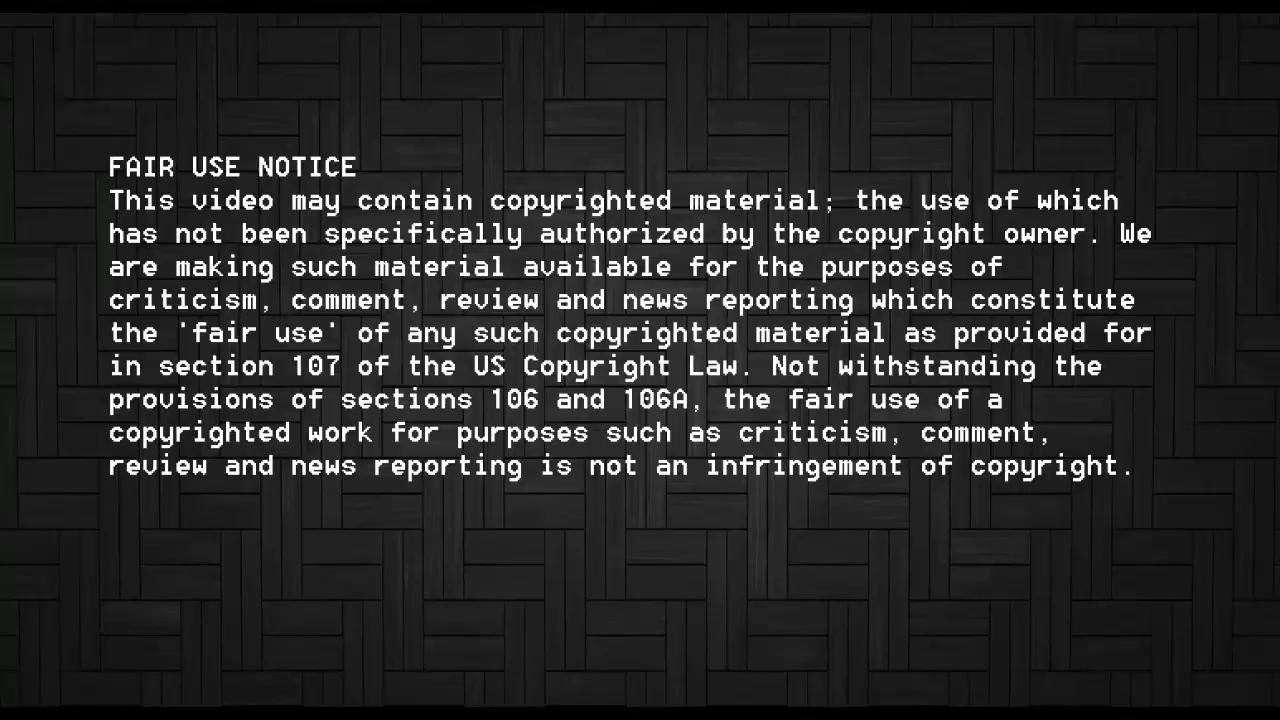 FAIR USE NOTICE
This video may contain copyrighted material; the use of which
has not been specifically authorized by the copyright owner. We
are making such material available for the purposes of
criticism, comment, review and news reporting which constitute
the 'fair use' of any such copyrighted material as provided for
in section 107 of the US Copyright Law. Not withstanding the
provisions of sections 106 and 106A, the fair use of a
copyrighted work for purposes such as criticism, comment,
review and news reporting is not an infringement of copyright.